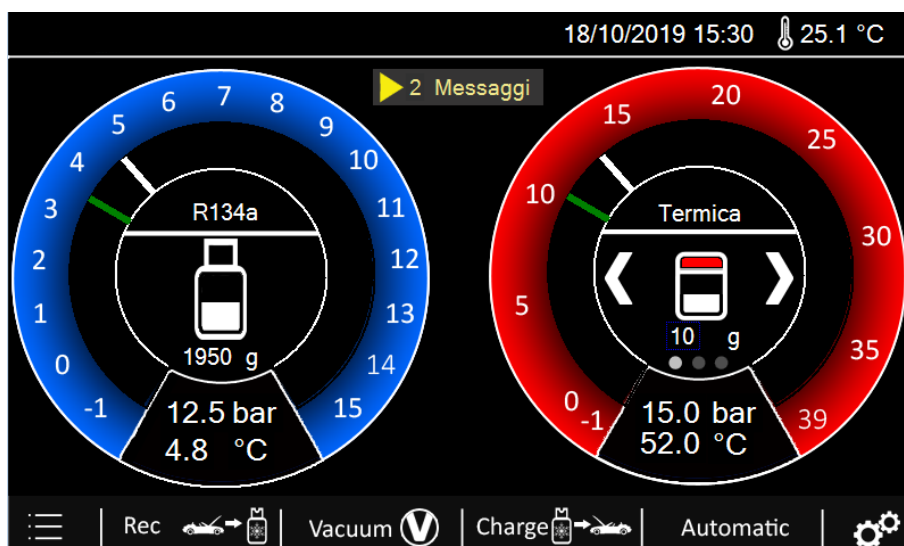 18/10/2019 15:30 25.1 °C
2 Messaggi
-1 0 1 2 3 4 5 6 7 8 9 10 11 12 13 14 15
R134a
1950 g
12.5 bar
4.8 °C
-1 0 5 10 15 20 25 30 35 39
Termica
10 g
15.0 bar
52.0 °C
Rec Vacuum V Charge Automatic